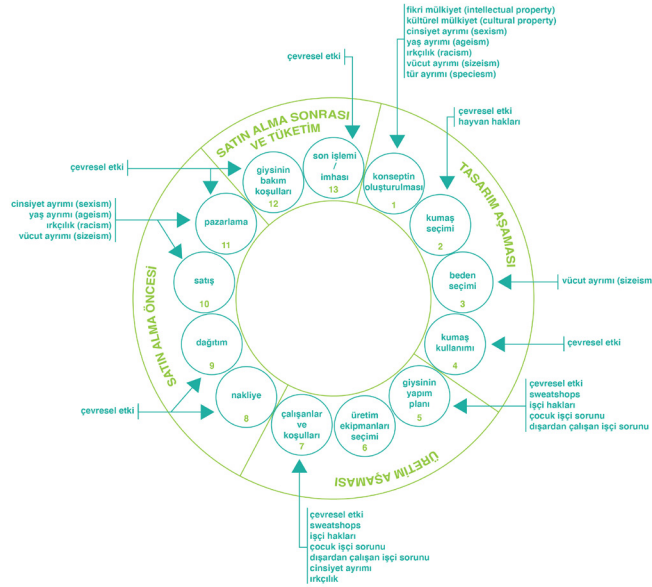 fikri mülkiyet (intellectual property)
kültürel mülkiyet (cultural property)
cinsiyet ayrımı (sexism)
yaş ayrımı (ageism)
ırkçılık (racism)
vücut ayrımı (sizeism)
tür ayrımı (speciesm)
çevresel etki
çevresel etki
hayvan hakları
SATIN ALMA SONRASI
VE TÜKETİM
TASARIM AŞAMASI
çevresel etki
giysinin
bakım
koşulları
12
son işlemi
/
imhası
13
konseptin
oluşturulması
1
cinsiyet ayrımı (sexism)
yaş ayrımı (ageism)
ırkçılık (racism)
vücut ayrımı (sizeism)
pazarlama
11
kumaş
seçimi
2
SATIN ALMA ÖNCESİ
satış
10
beden
seçimi
3
vücut ayrımı (sizeism
dağıtım
9
kumaş
kullanımı
4
çevresel etki
çevresel etki
nakliye
8
çalışanlar
ve
koşulları
7
üretim
ekipmanları
seçimi
6
giysinin
yapım
planı
5
çevresel etki
sweatshops
işçi hakları
çocuk işçi sorunu
dışardan çalışan işçi sorunu
ÜRETİM AŞAMASI
çevresel etki
sweatshops
işçi hakları
çocuk işçi sorunu
dışardan çalışan işçi sorunu
cinsiyet ayrımı
ırkçılık